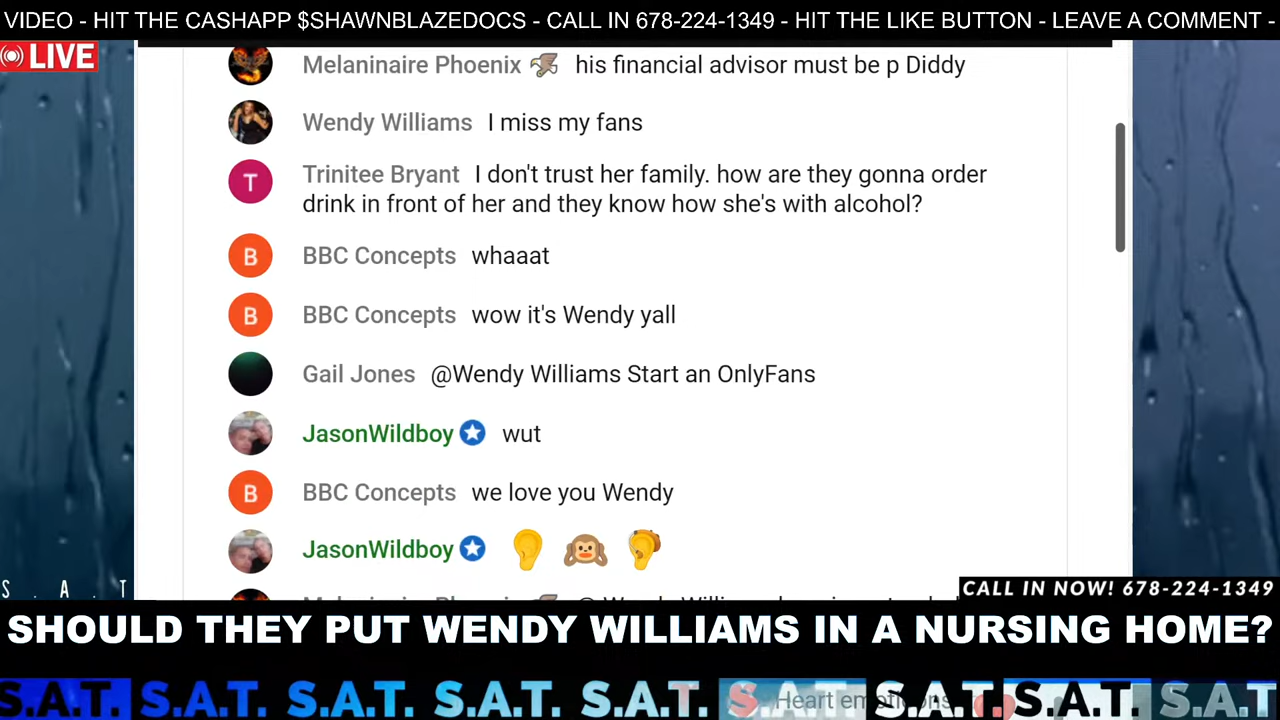 VIDEO - HIT THE CASHAPP $SHAWNBLAZEDOCS - CALL IN 678-224-1349 - HIT THE LIKE BUTTON - LEAVE A COMMENT -
LIVE
Melaninaire Phoenix his financial advisor must be p Diddy
Wendy Williams I miss my fans
T Trinitee Bryant I don't trust her family. how are they gonna order
drink in front of her and they know how she's with alcohol?
B BBC Concepts whaaat
B BBC Concepts wow it's Wendy yall
Gail Jones @Wendy Williams Start an OnlyFans
JasonWildboy wut
B BBC Concepts we love you Wendy
JasonWildboy
S . A . T
CALL IN NOW! 678-224-1349
SHOULD THEY PUT WENDY WILLIAMS IN A NURSING HOME?
S.A.T. S.A.T. S.A.T. S.A.T. S.A.T. S.A.T. S.A.T. S.A.T
Heart